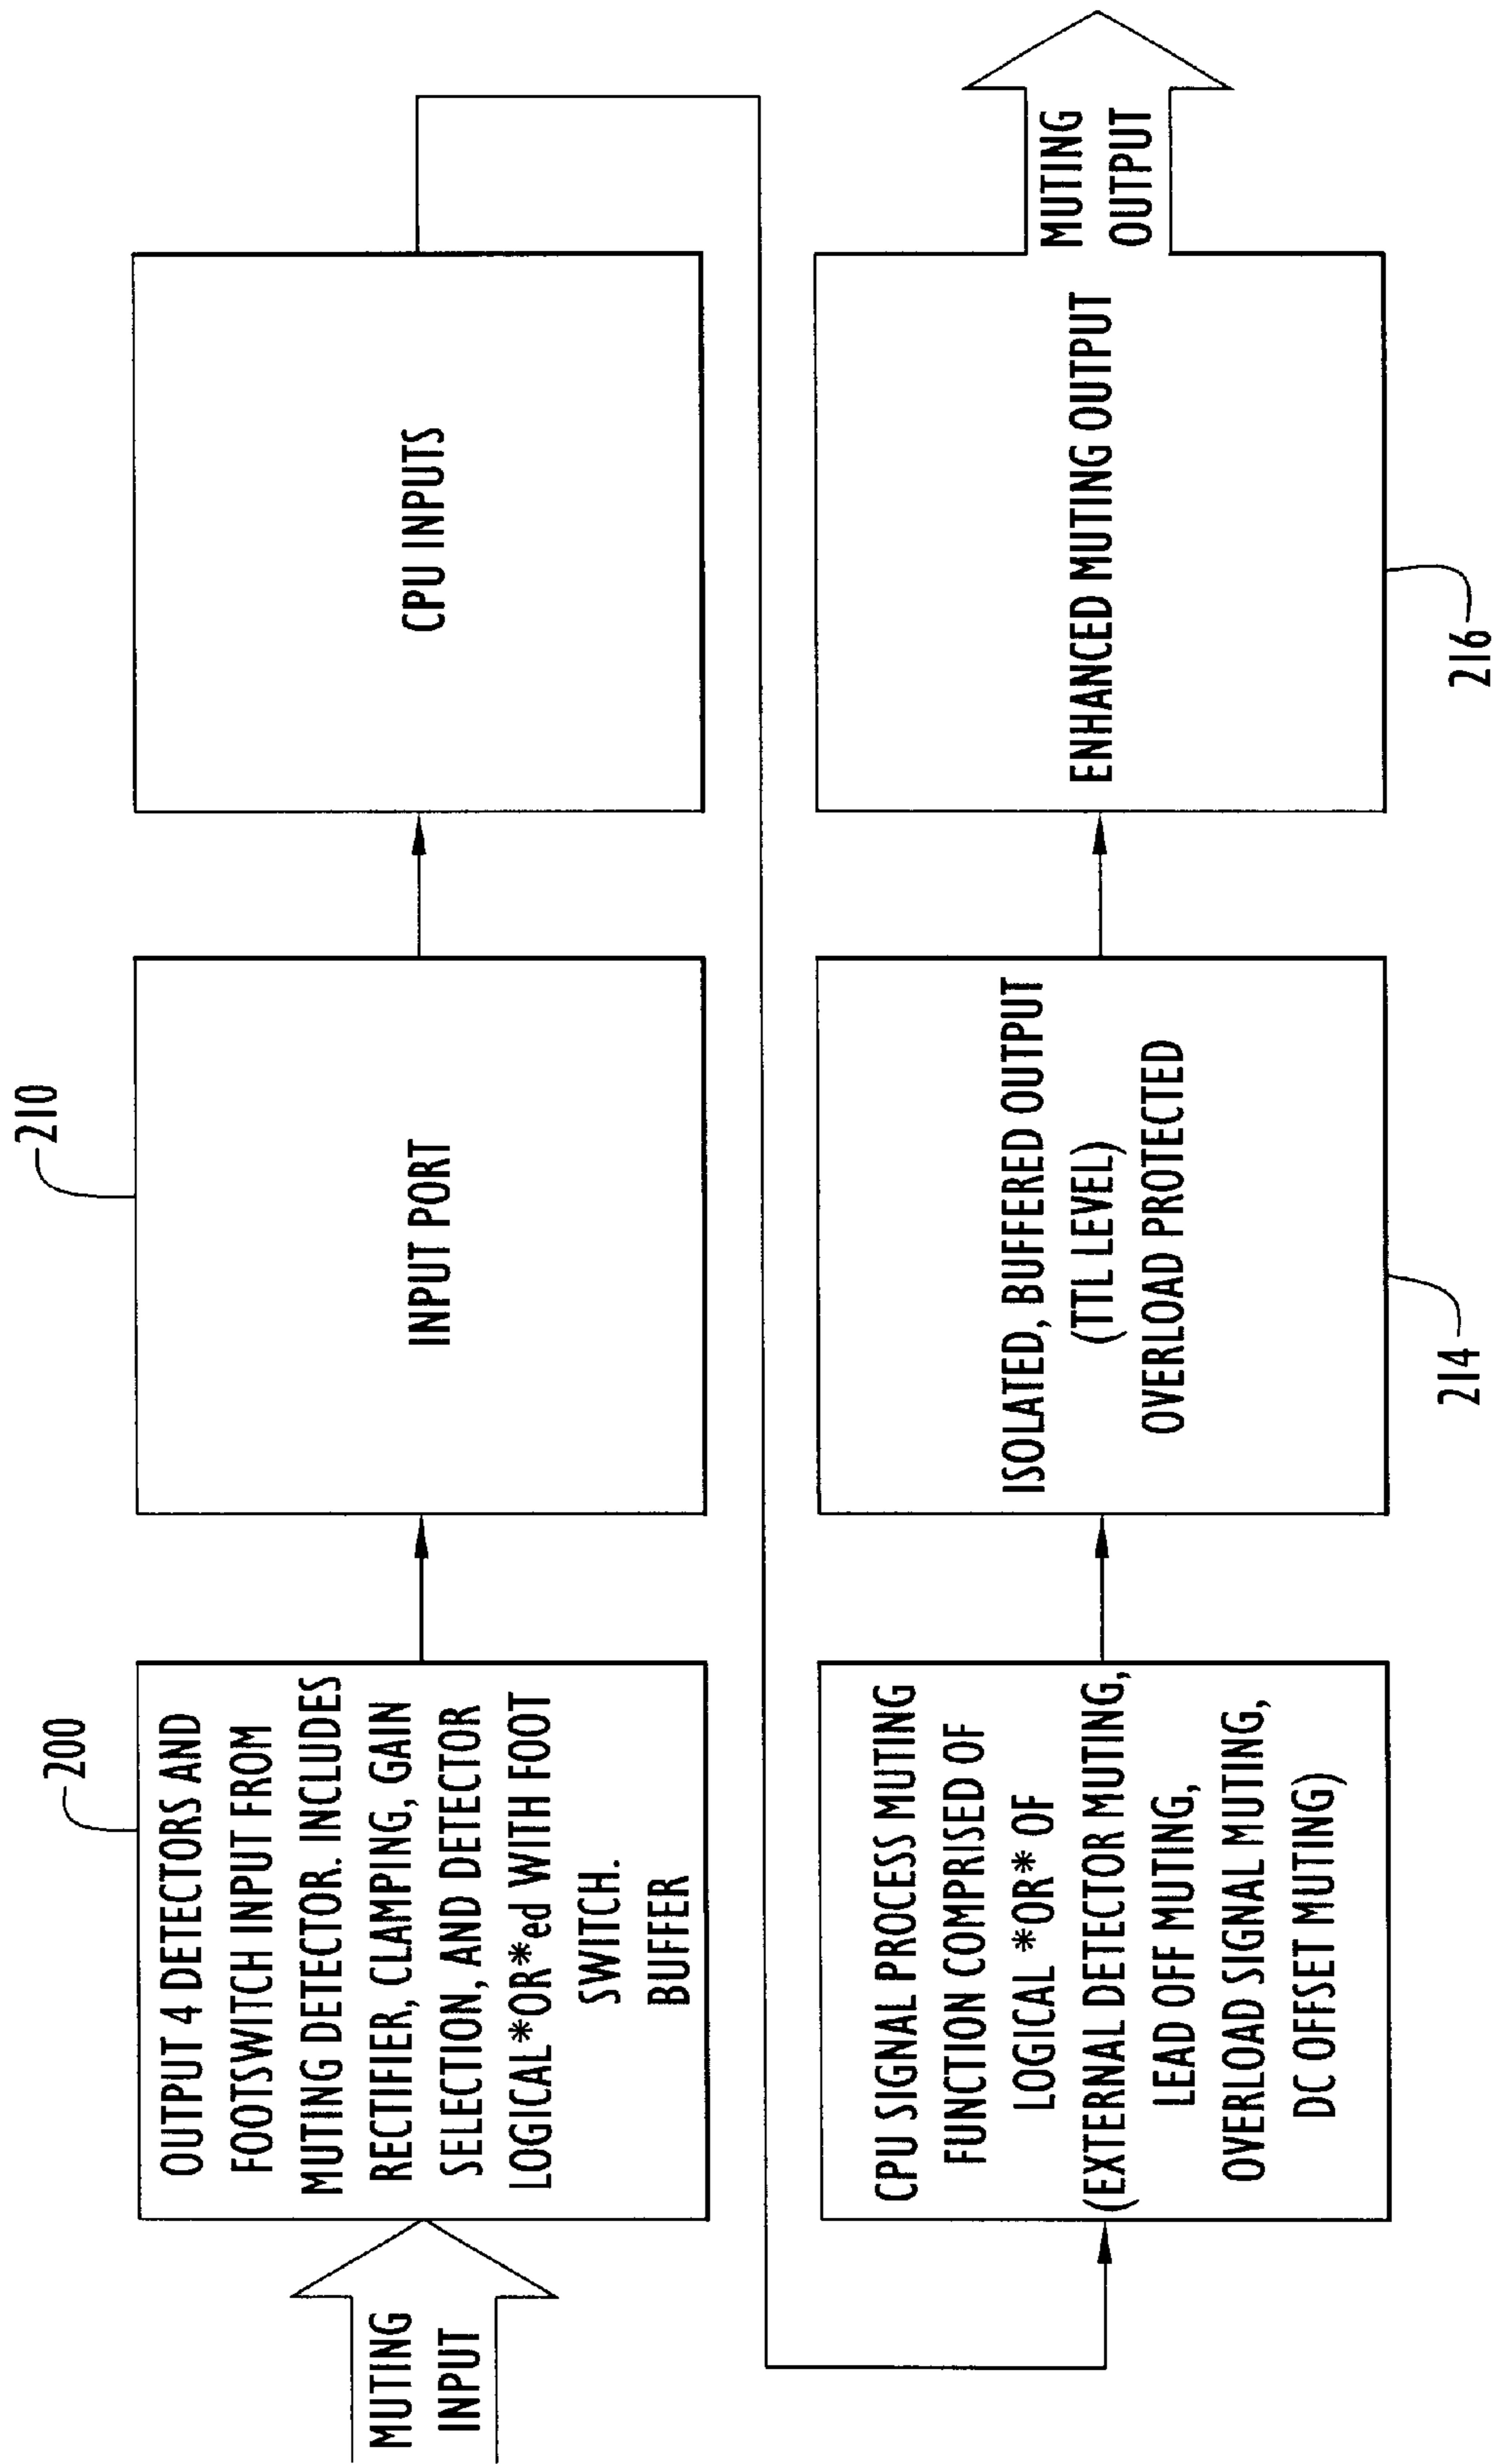 MUTING
INPUT
200
OUTPUT 4 DETECTORS AND
FOOTSWITCH INPUT FROM
MUTING DETECTOR. INCLUDES
RECTIFIER, CLAMPING, GAIN
SELECTION, AND DETECTOR
LOGICAL*OR*ed WITH FOOT
SWITCH.
BUFFER
210
INPUT PORT
CPU INPUTS
CPU SIGNAL PROCESS MUTING
FUNCTION COMPRISED OF
LOGICAL *OR* OF
(EXTERNAL DETECTOR MUTING,
LEAD OFF MUTING,
OVERLOAD SIGNAL MUTING,
DC OFFSET MUTING)
ISOLATED, BUFFERED OUTPUT
(TTL LEVEL)
OVERLOAD PROTECTED
214
ENHANCED MUTING OUTPUT
216
MUTING
OUTPUT